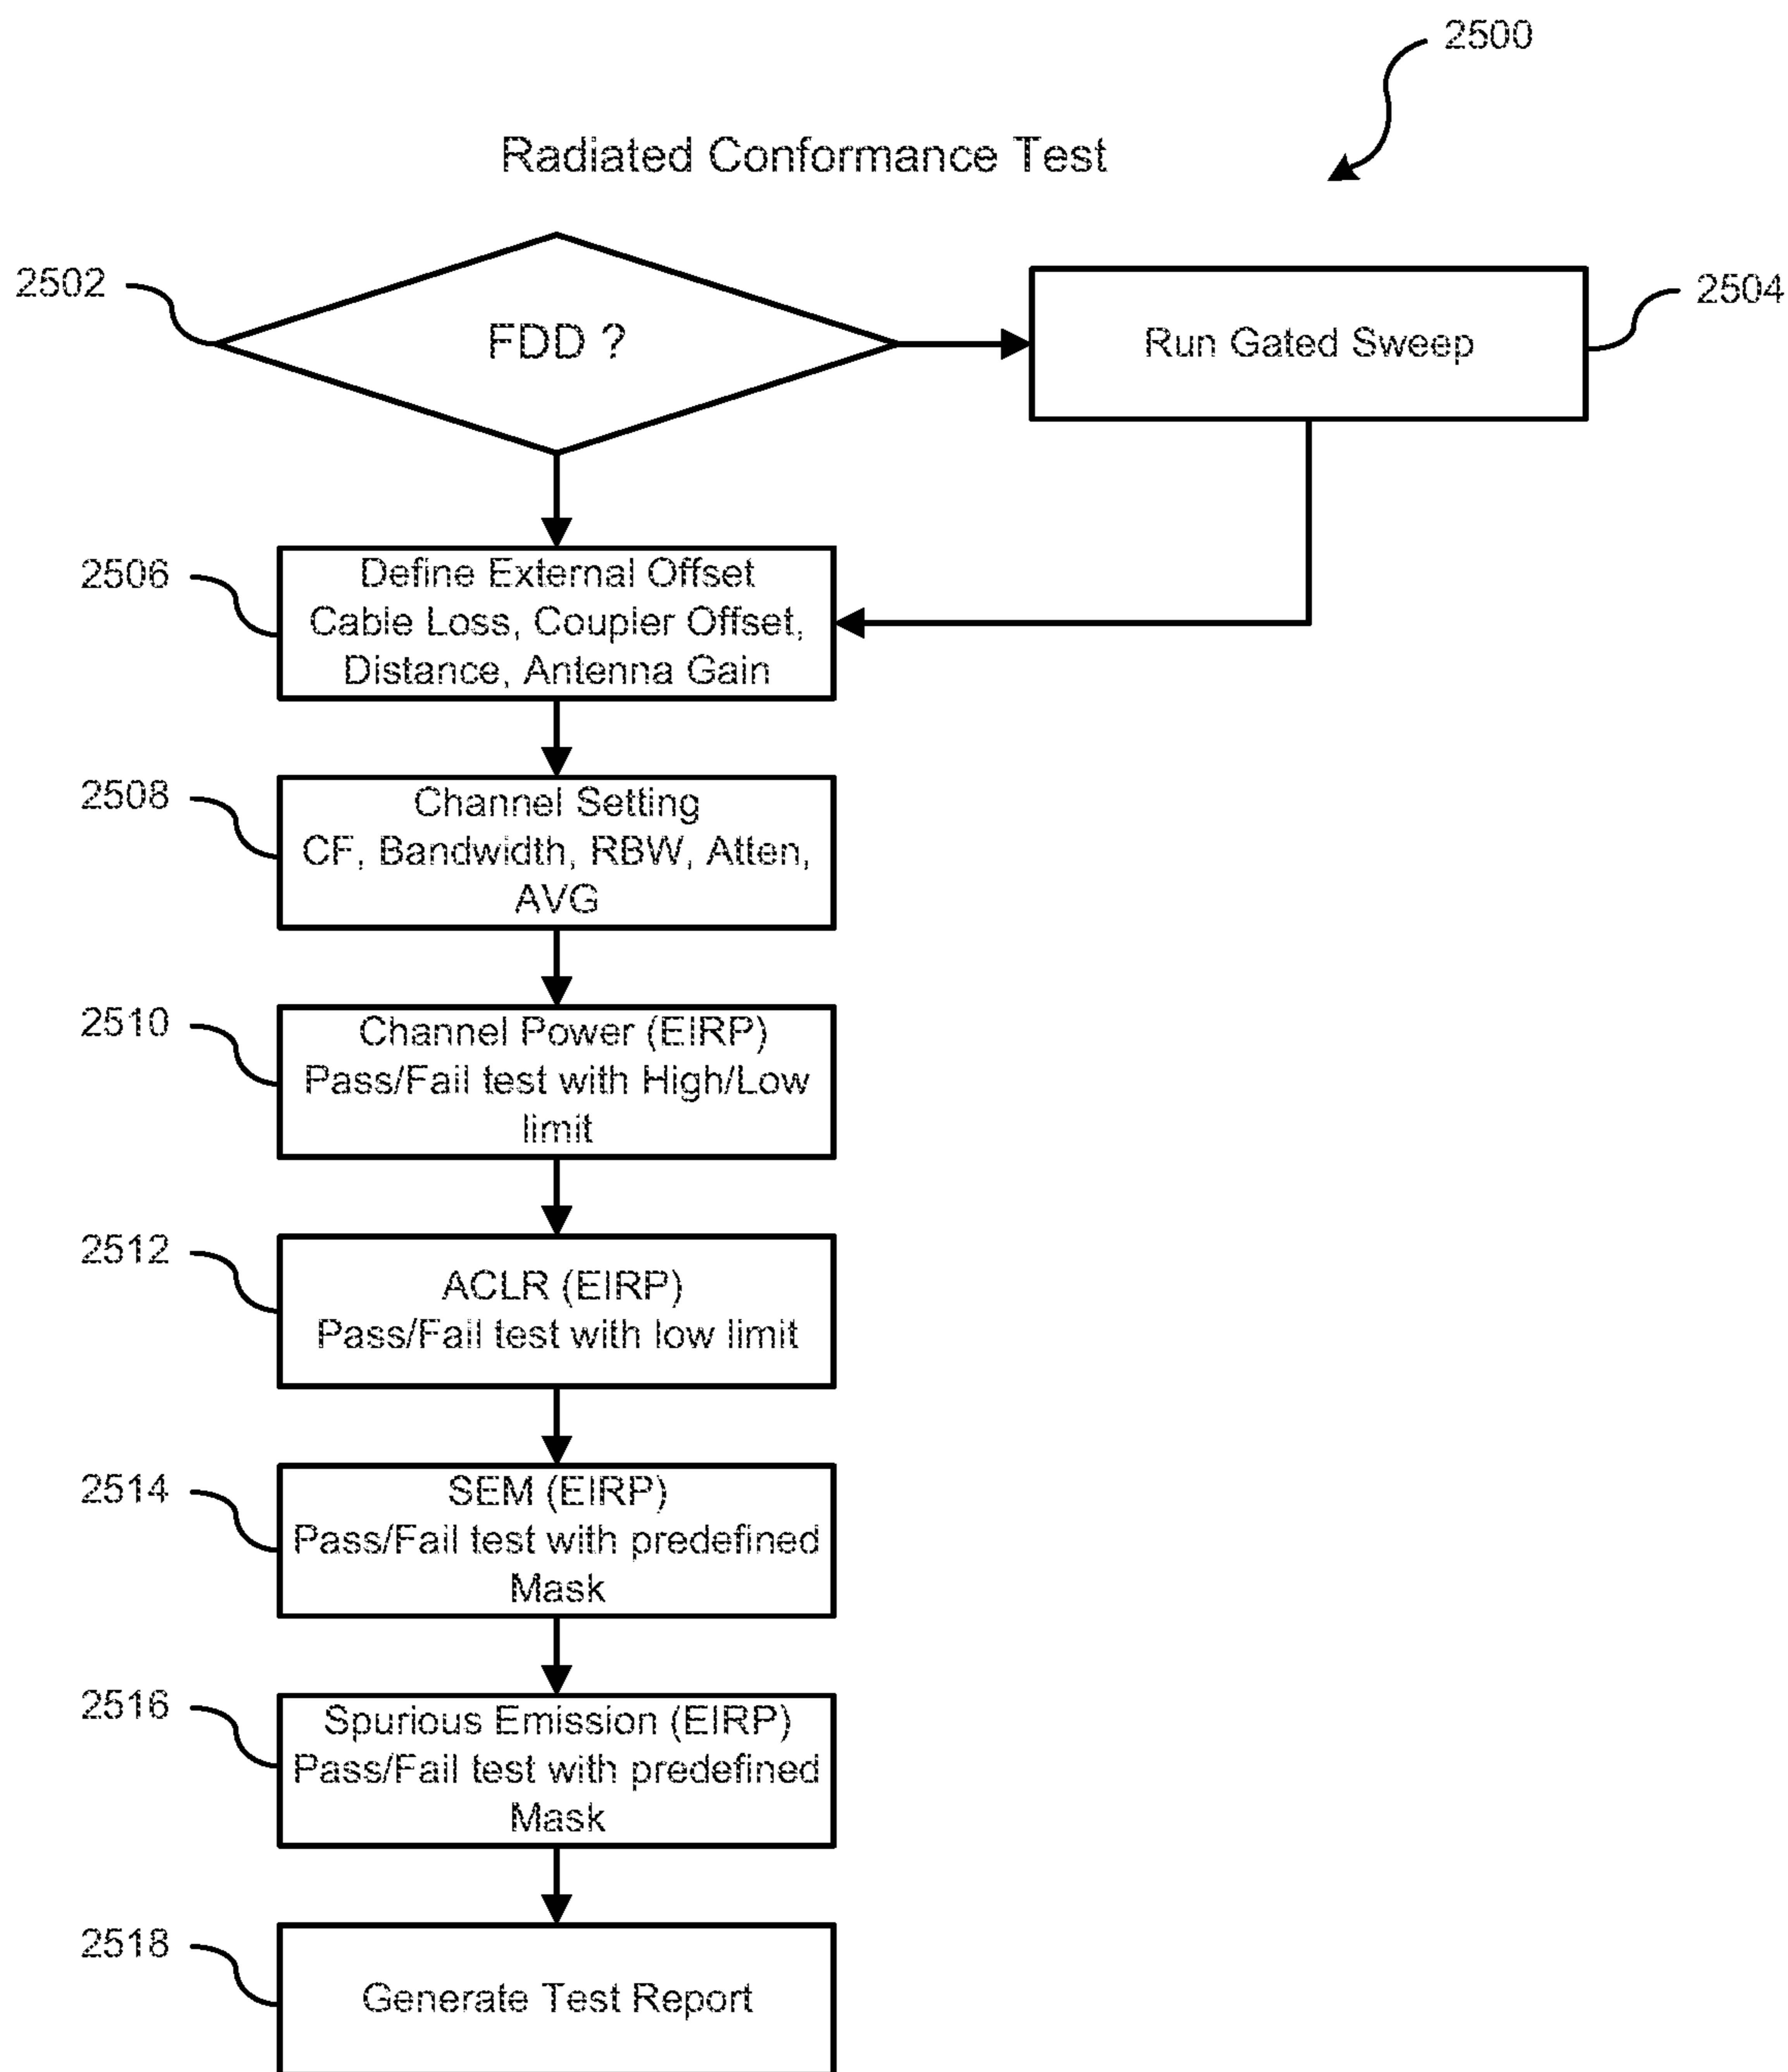 2500
Radiated Conformance Test
2502
FDD ?
Run Gated Sweep
2504
2506
Define External Offset
Cable Loss, Coupler Offset,
Distance, Antenna Gain
2508
Channel Setting
CF, Bandwidth, RBW, Atten,
AVG
2510
Channel Power (EIRP)
Pass/Fail test with High/Low
limit
2512
ACLR (EIRP)
Pass/Fail test with low limit
2514
SEM (EIRP)
Pass/Fail test with predefined
Mask
2516
Spurious Emission (EIRP)
Pass/Fail test with predefined
Mask
2518
Generate Test Report